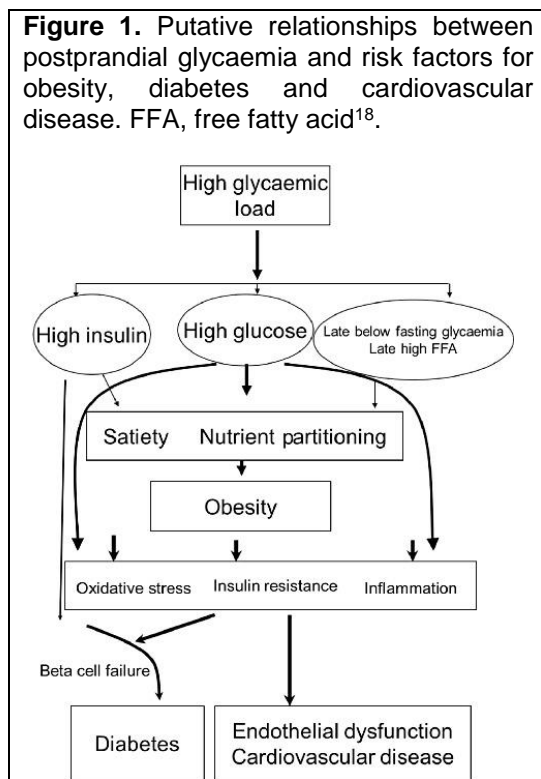 Figure 1. Putative relationships between
postprandial glycaemia and risk factors for
obesity, diabetes and cardiovascular
disease. FFA, free fatty acid¹⁸.
High glycaemic
load
High insulin
High glucose
Late below fasting glycaemia
Late high FFA
Satiety Nutrient partitioning
Obesity
Oxidative stress Insulin resistance Inflammation
Beta cell failure
Diabetes
Endothelial dysfunction
Cardiovascular disease